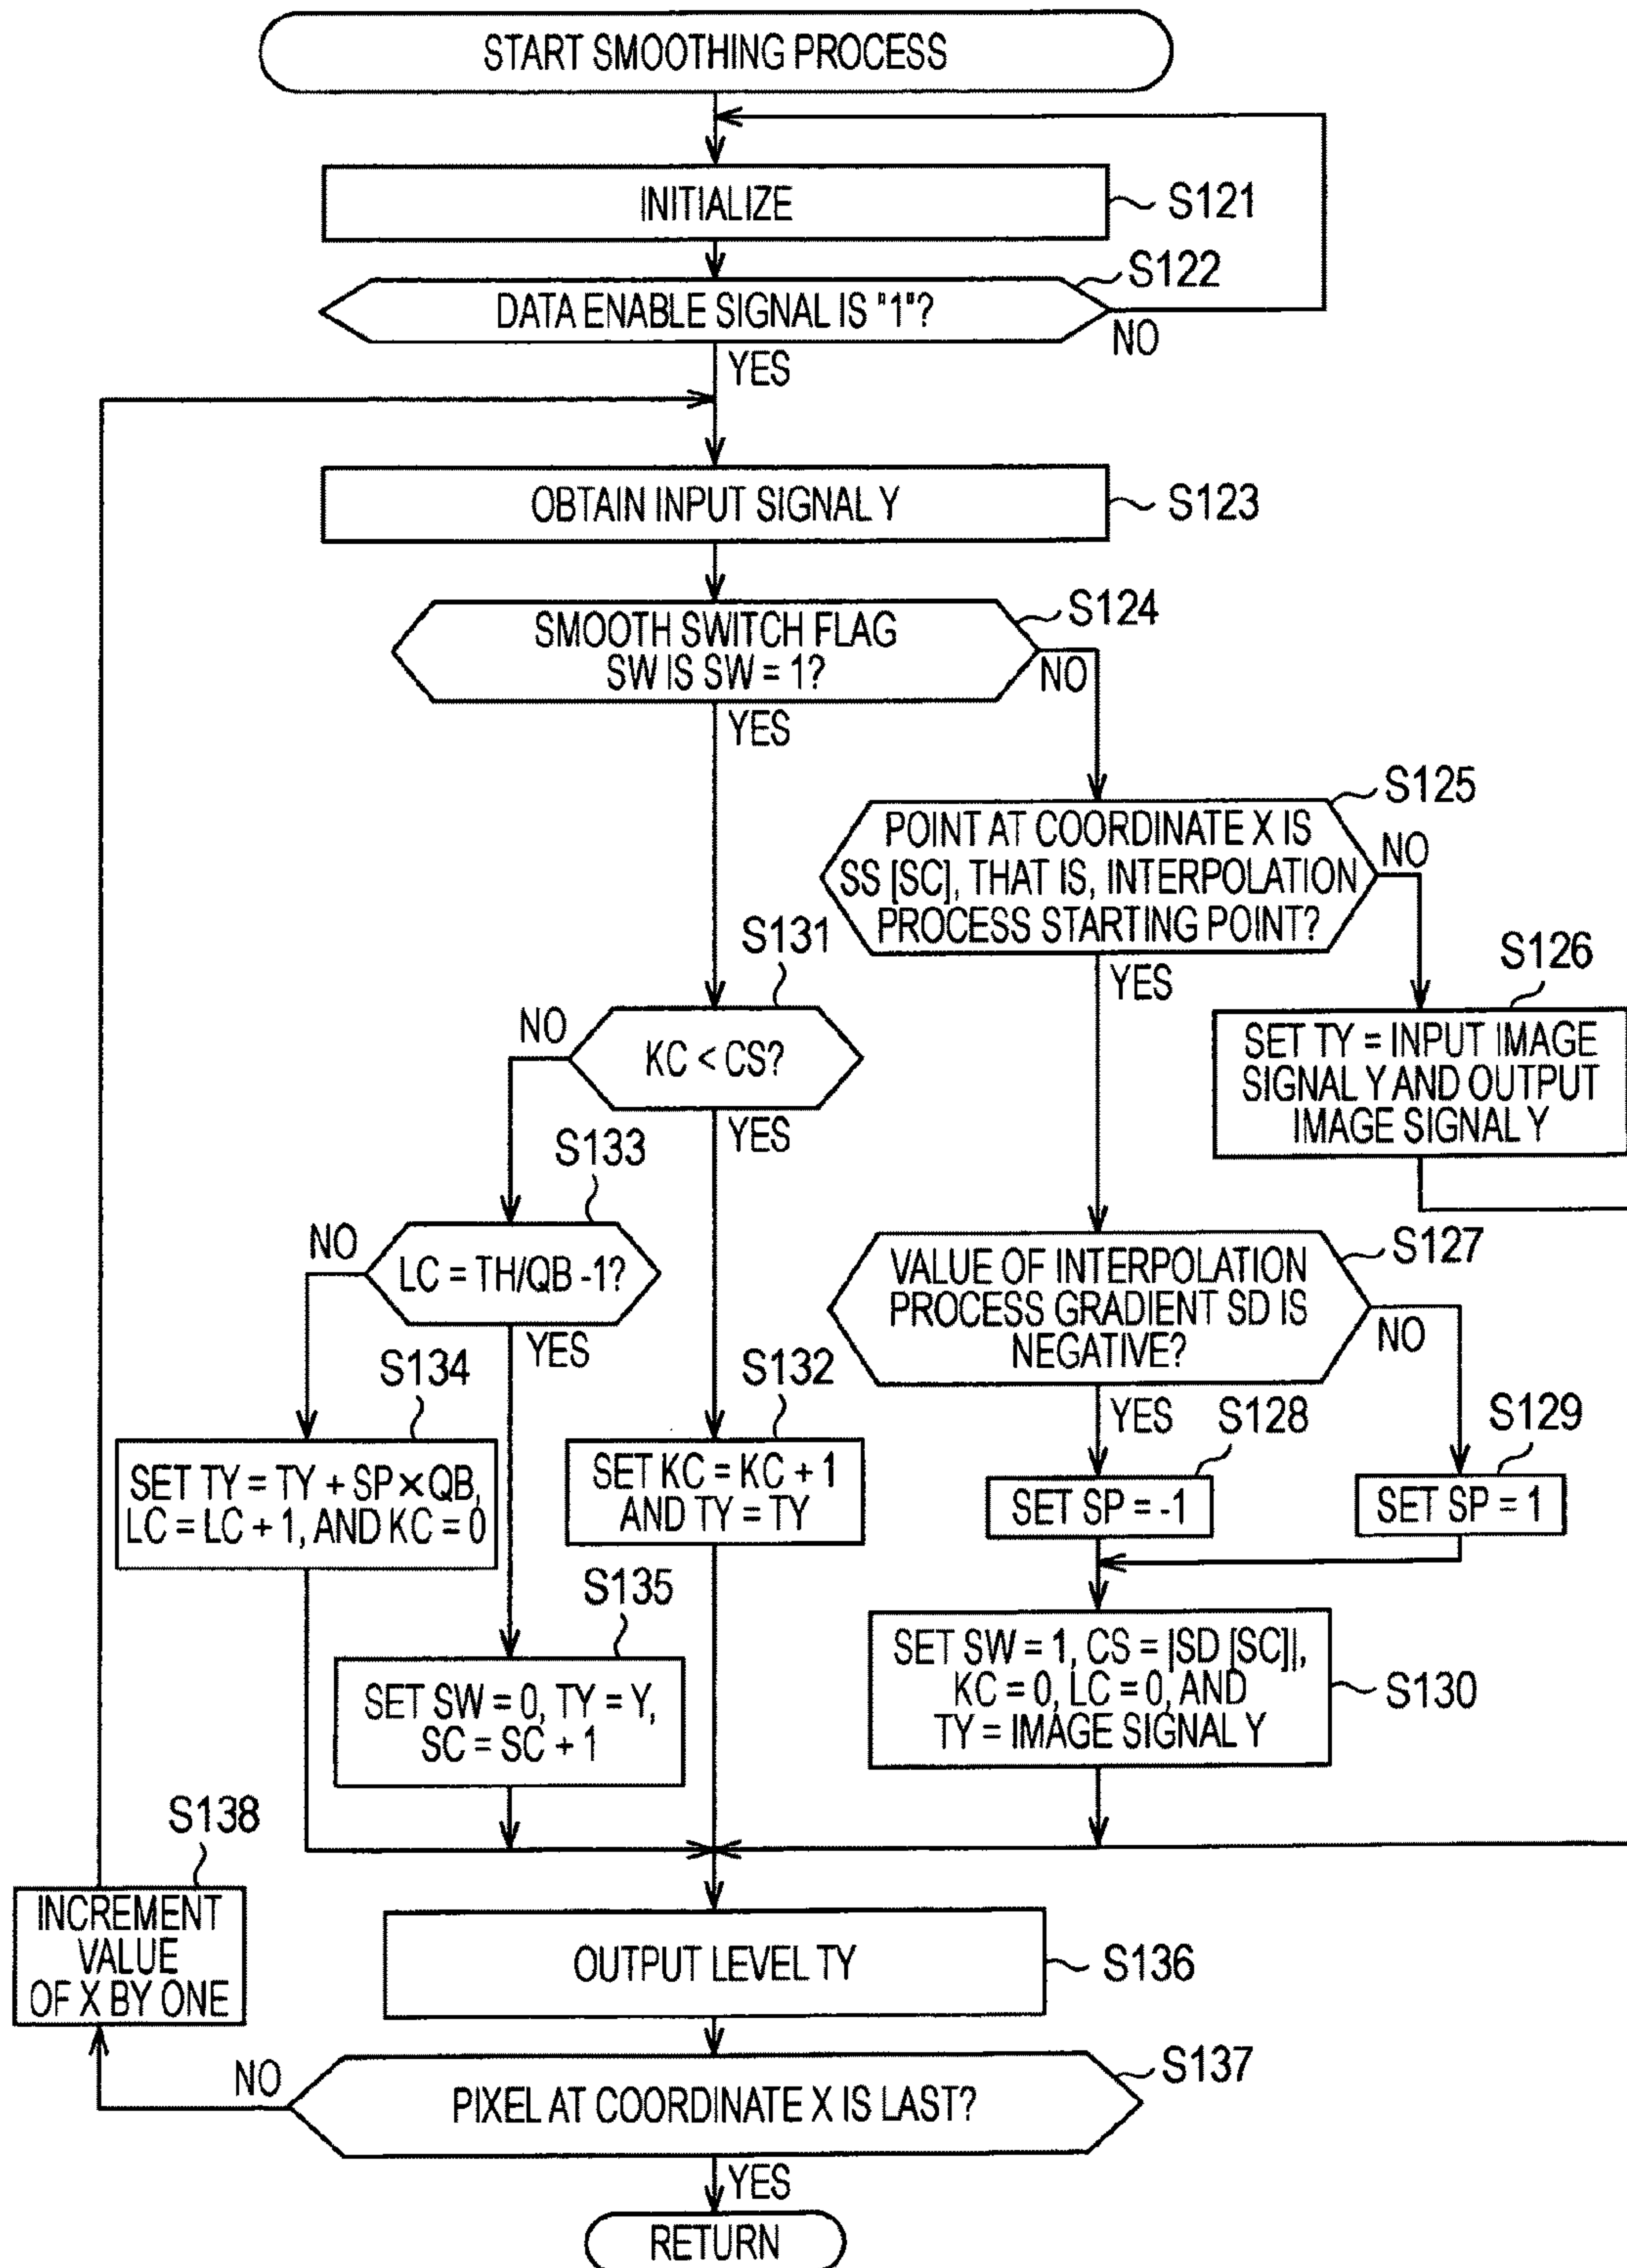 START SMOOTHING PROCESS
INITIALIZE
S121
S122
DATA ENABLE SIGNAL IS "1"?
NO
YES
OBTAIN INPUT SIGNAL Y
S123
S124
SMOOTH SWITCH FLAG
SW IS SW = 1?
NO
YES
S125
POINT AT COORDINATE X IS
SS [SC], THAT IS, INTERPOLATION
PROCESS STARTING POINT?
NO
YES
S126
SET TY = INPUT IMAGE
SIGNAL Y AND OUTPUT
IMAGE SIGNAL Y
S131
NO
KC < CS?
YES
S133
NO
LC = TH/QB -1?
YES
S127
VALUE OF INTERPOLATION
PROCESS GRADIENT SD IS
NEGATIVE?
NO
YES
S134
SET TY = TY + SP×QB,
LC = LC + 1, AND KC = 0
S132
SET KC = KC + 1
AND TY = TY
S128
SET SP = -1
S129
SET SP = 1
S135
SET SW = 0, TY = Y,
SC = SC + 1
SET SW = 1, CS = |SD [SC]|,
KC = 0, LC = 0, AND
TY = IMAGE SIGNAL Y
S130
S138
INCREMENT
VALUE
OF X BY ONE
OUTPUT LEVEL TY
S136
S137
NO
PIXEL AT COORDINATE X IS LAST?
YES
RETURN